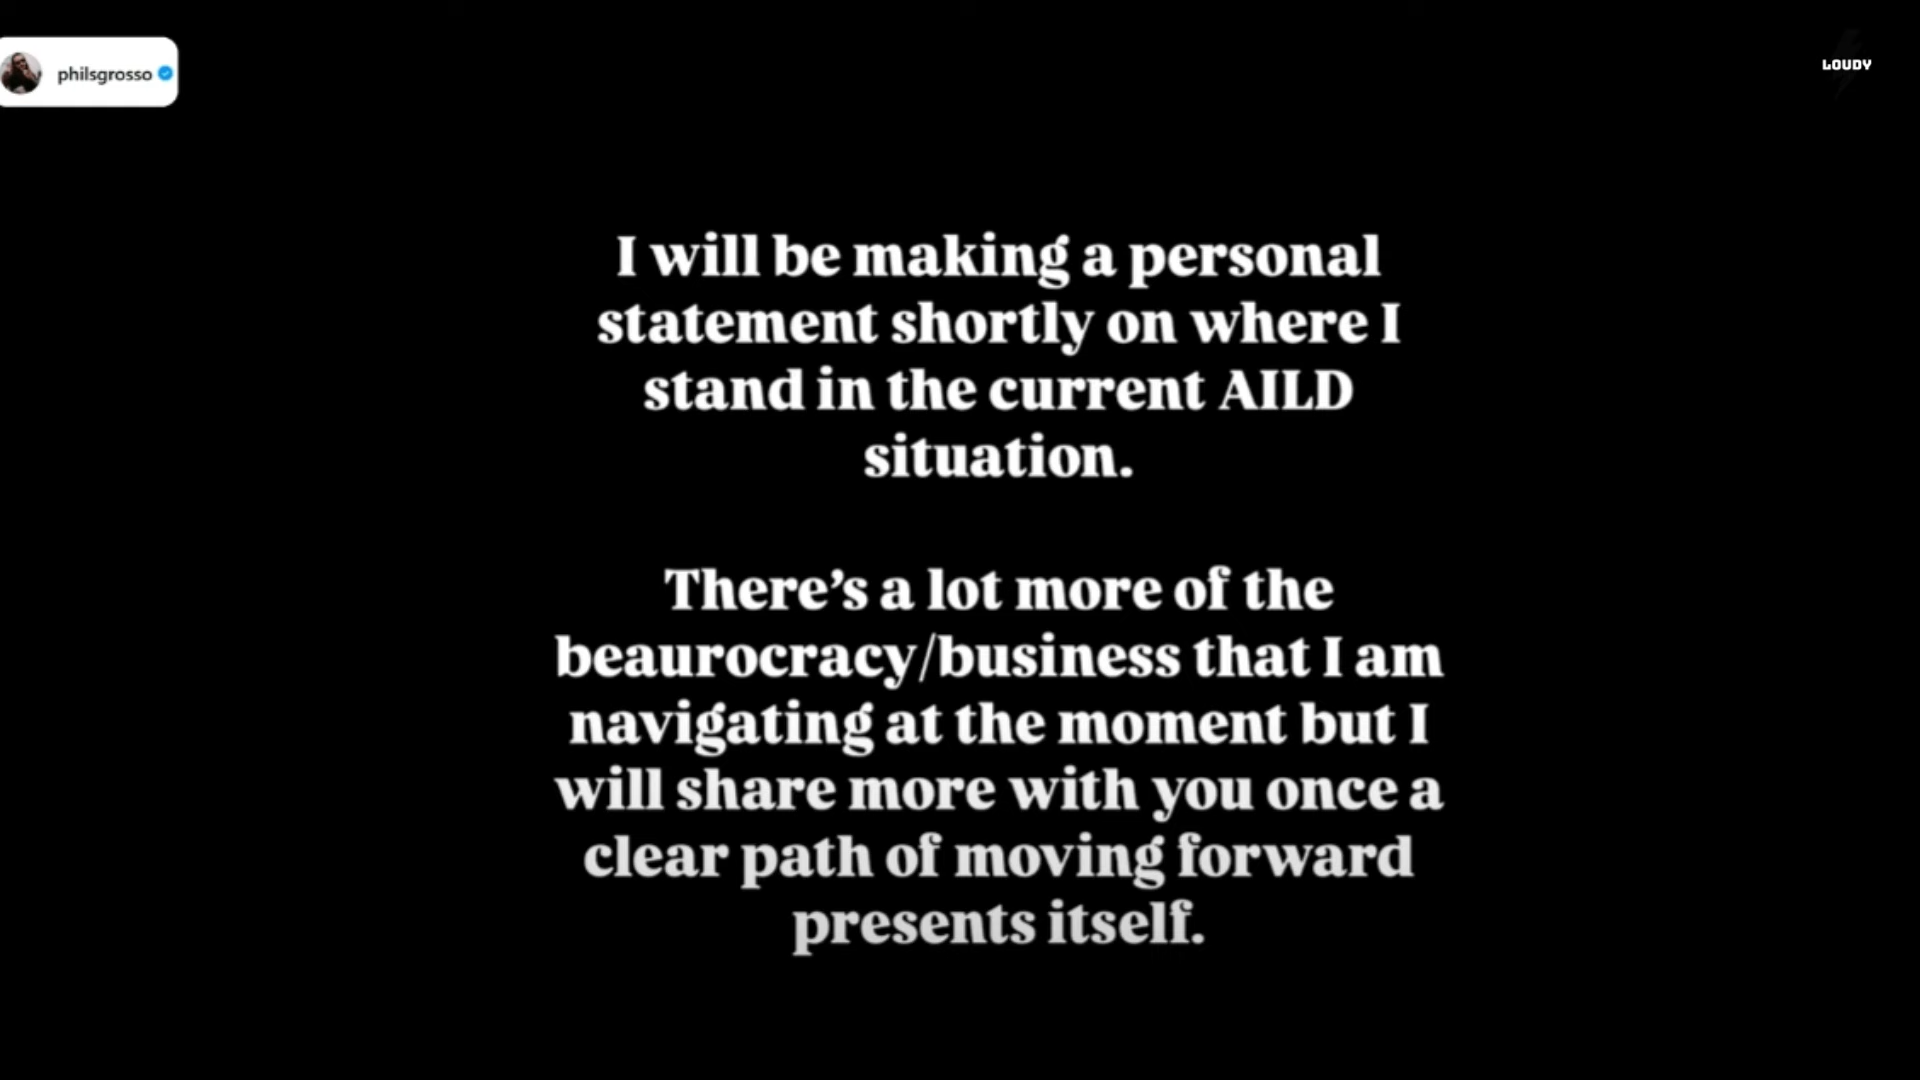 philsgrosso
LOUDY
I will be making a personal
statement shortly on where I
stand in the current AILD
situation.
There’s a lot more of the
beaurocracy/business that I am
navigating at the moment but I
will share more with you once a
clear path of moving forward
presents itself.